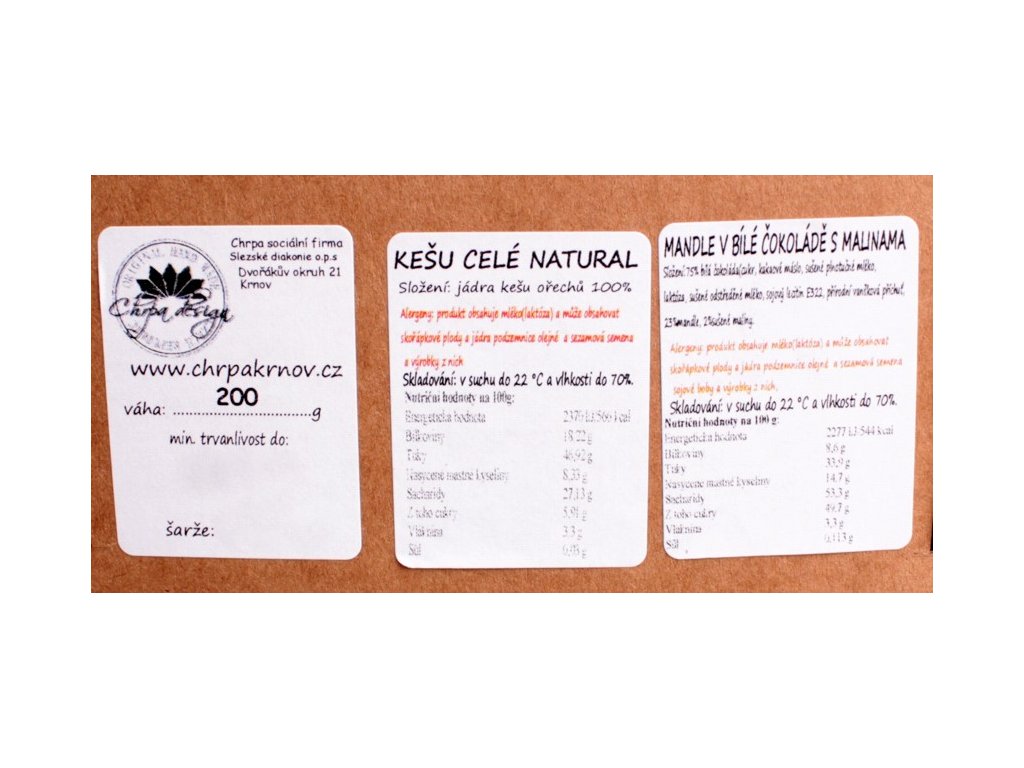 ORIGINAL HAND MADE
Chrpa design
Chrpa sociální firma
Slezské diakonie o.p.s
Dvořákův okruh 21
Krnov
www.chrpakrnov.cz
200
váha: ................................g
min. trvanlivost do:
šarže:
KEŠU CELÉ NATURAL
Složení: jádra kešu ořechů 100%
Alergeny: produkt obsahuje mléko(laktóza) a může obsahovat
skořápkové plody a jádra podzemnice olejné a sezamová semena
a výrobky z nich
Skladování: v suchu do 22 °C a vlhkosti do 70%.
Nutriční hodnoty na 100g:
Energetická hodnota kcal
Bílkoviny 18,22 g
Tuky 46,92 g
Nasycené mastné kyseliny 8,33 g
Sacharidy 27,13 g
Z toho cukry 5,91 g
Vláknina 3,3 g
Sůl
MANDLE V BÍLÉ ČOKOLÁDĚ S MALINAMA
Složení:75% bílá čokoláda(cukr, kakaové máslo, sušené plnotučné mléko,
laktóza , sušené odstředěné mléko, sojový lecitin E322, přírodní vanilková příchuť,
23%mandle, 2%sušené maliny.
Alergeny: produkt obsahuje mléko(laktóza) a může obsahovat
skořápkové plody a jádra podzemnice olejné a sezamová semena
sojové boby a výrobky z nich.
Skladování: v suchu do 22 °C a vlhkosti do 70%.
Nutriční hodnoty na 100 g:
Energetická hodnota 2277 kJ/544 kcal
Bílkoviny 8,6 g
Tuky 33,9 g
Nasycené mastné kyseliny 14,7 g
Sacharidy 53,3 g
Z toho cukry 49,7 g
Vláknina 3,3 g
Sůl 0,113 g